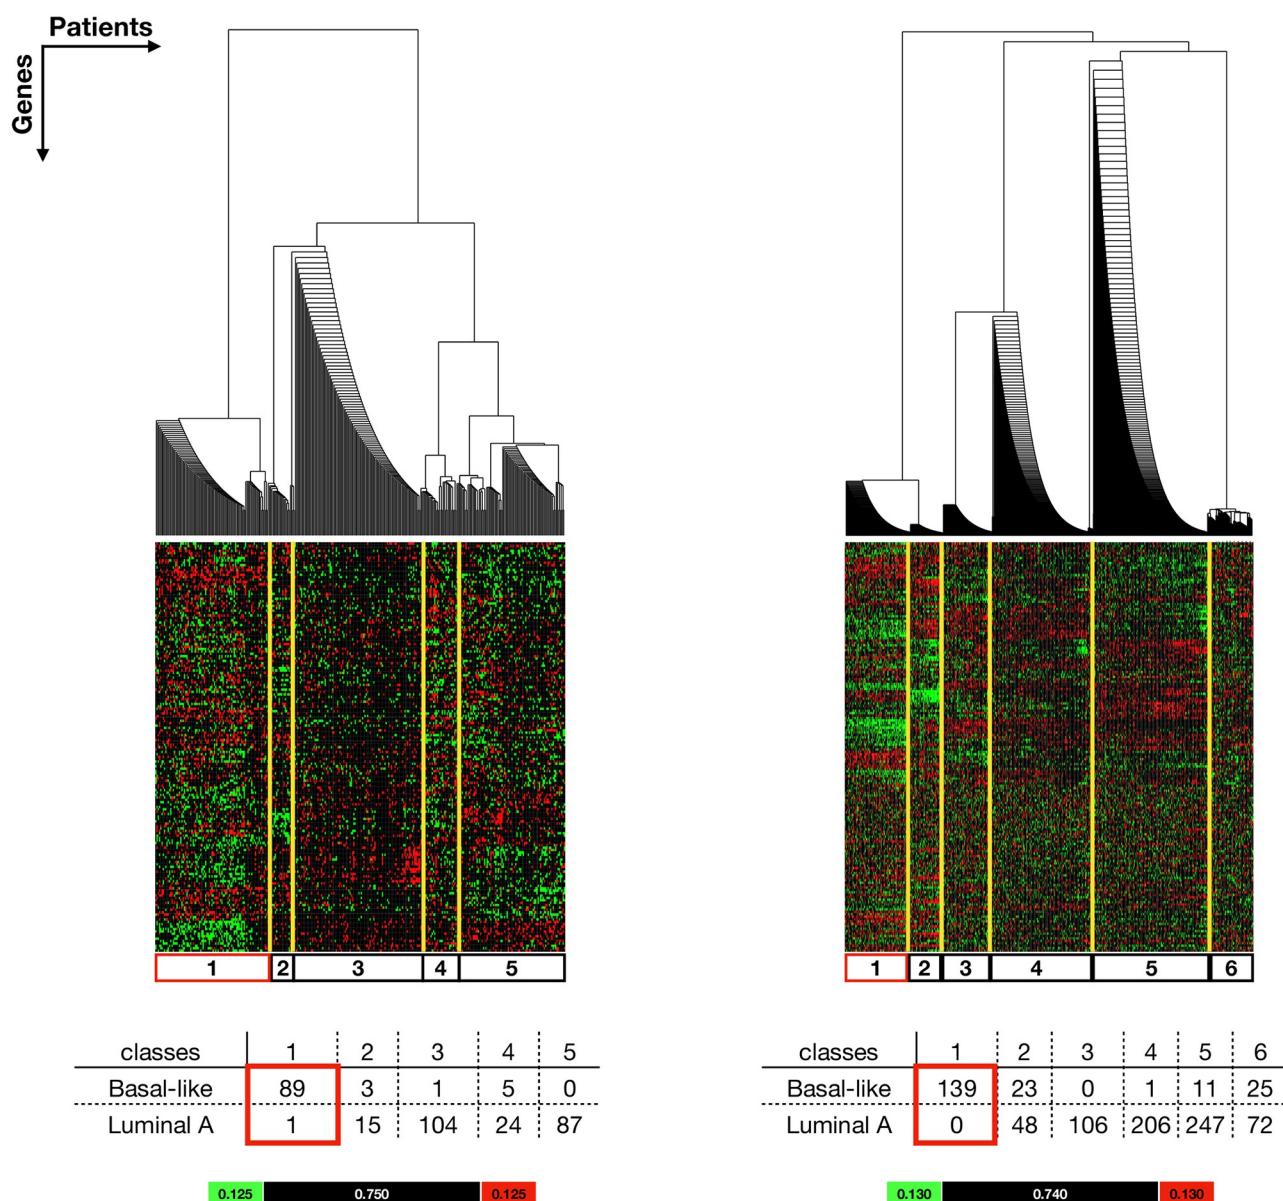 Patients
Genes
1 2 3 4 5
1 2 3 4 5 6
classes 1 2 3 4 5
Basal-like 89 3 1 5 0
Luminal A 1 15 104 24 87
0.125 0.750 0.125
classes 1 2 3 4 5 6
Basal-like 139 23 0 1 11 25
Luminal A 0 48 106 206 247 72
0.130 0.740 0.130